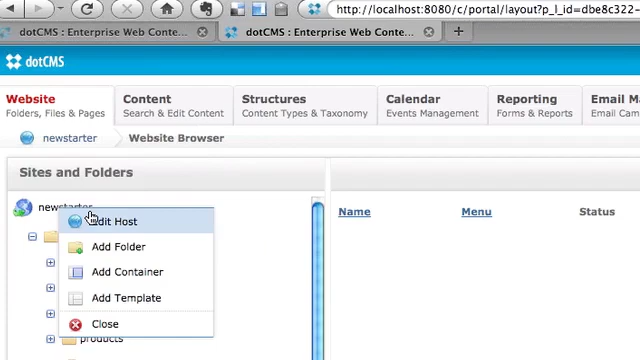 http://localhost:8080/c/portal/layout?p_l_id=dbe8c322-
dotCMS : Enterprise Web Conte...
dotCMS : Enterprise Web Conte...
dotCMS
Website
Folders, Files & Pages
Content
Search & Edit Content
Structures
Content Types & Taxonomy
Calendar
Events Management
Reporting
Forms & Reports
Email Ma
Email Cam
newstarter
Website Browser
Sites and Folders
newstarter
Name
Menu
Status
Edit Host
Add Folder
Add Container
Add Template
Close
products